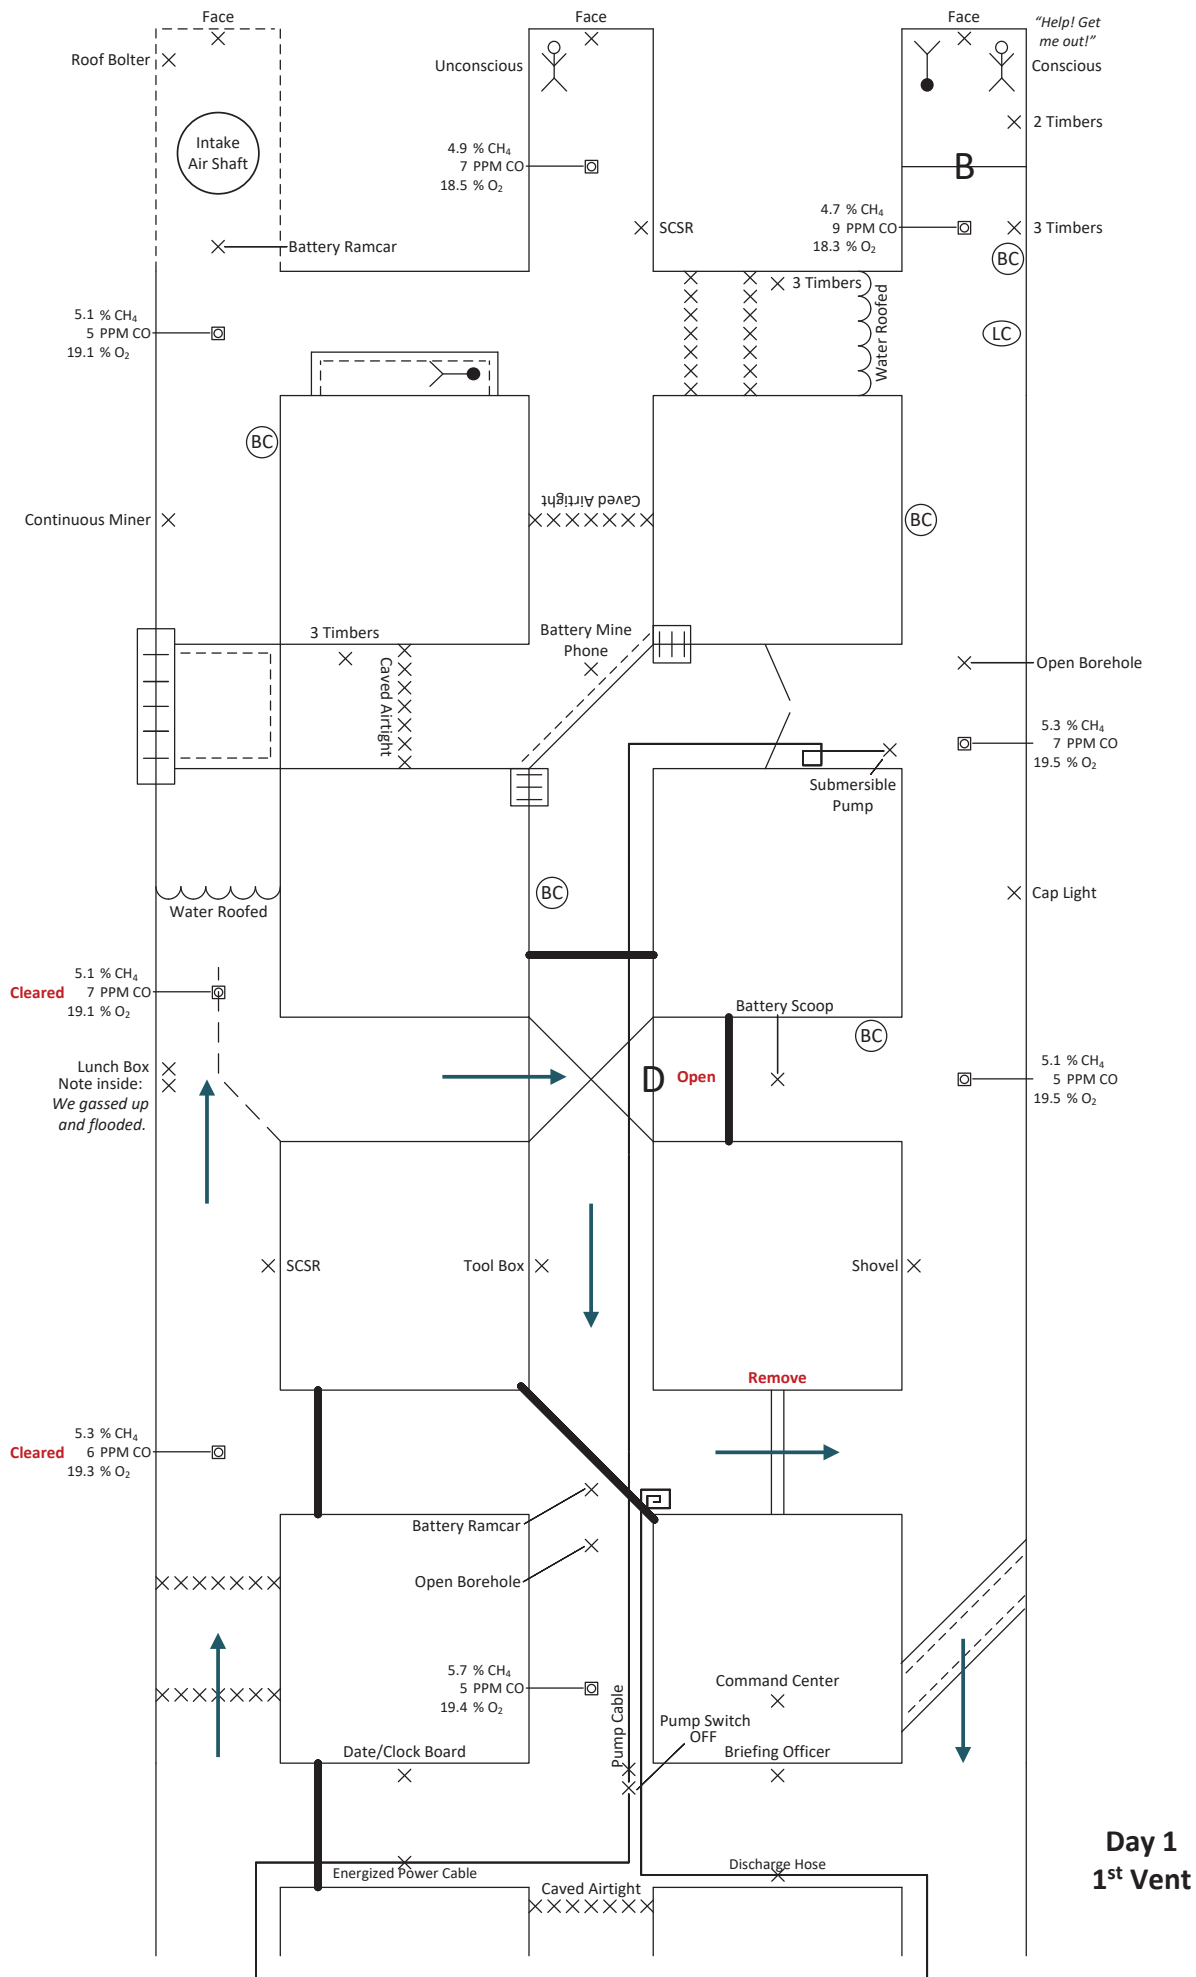 Face
Face
Face
"Help! Get
me out!"
Roof Bolter
Unconscious
Conscious
2 Timbers
Intake
Air Shaft
4.9 % CH₄
7 PPM CO
18.5 % O₂
B
4.7 % CH₄
9 PPM CO
18.3 % O₂
SCSR
3 Timbers
Battery Ramcar
BC
3 Timbers
Water Roofed
5.1 % CH₄
5 PPM CO
19.1 % O₂
LC
BC
Caved Airtight
Continuous Miner
BC
3 Timbers
Caved Airtight
Battery Mine
Phone
Open Borehole
5.3 % CH₄
7 PPM CO
19.5 % O₂
Submersible
Pump
BC
Cap Light
Water Roofed
5.1 % CH₄
Cleared 7 PPM CO
19.1 % O₂
Battery Scoop
BC
Lunch Box
Note inside:
We gassed up
and flooded.
D
Open
5.1 % CH₄
5 PPM CO
19.5 % O₂
SCSR
Tool Box
Shovel
Remove
5.3 % CH₄
Cleared 6 PPM CO
19.3 % O₂
Battery Ramcar
Open Borehole
5.7 % CH₄
5 PPM CO
19.4 % O₂
Command Center
Pump Cable
Pump Switch
OFF
Date/Clock Board
Briefing Officer
Energized Power Cable
Discharge Hose
Caved Airtight
Day 1
1st Vent